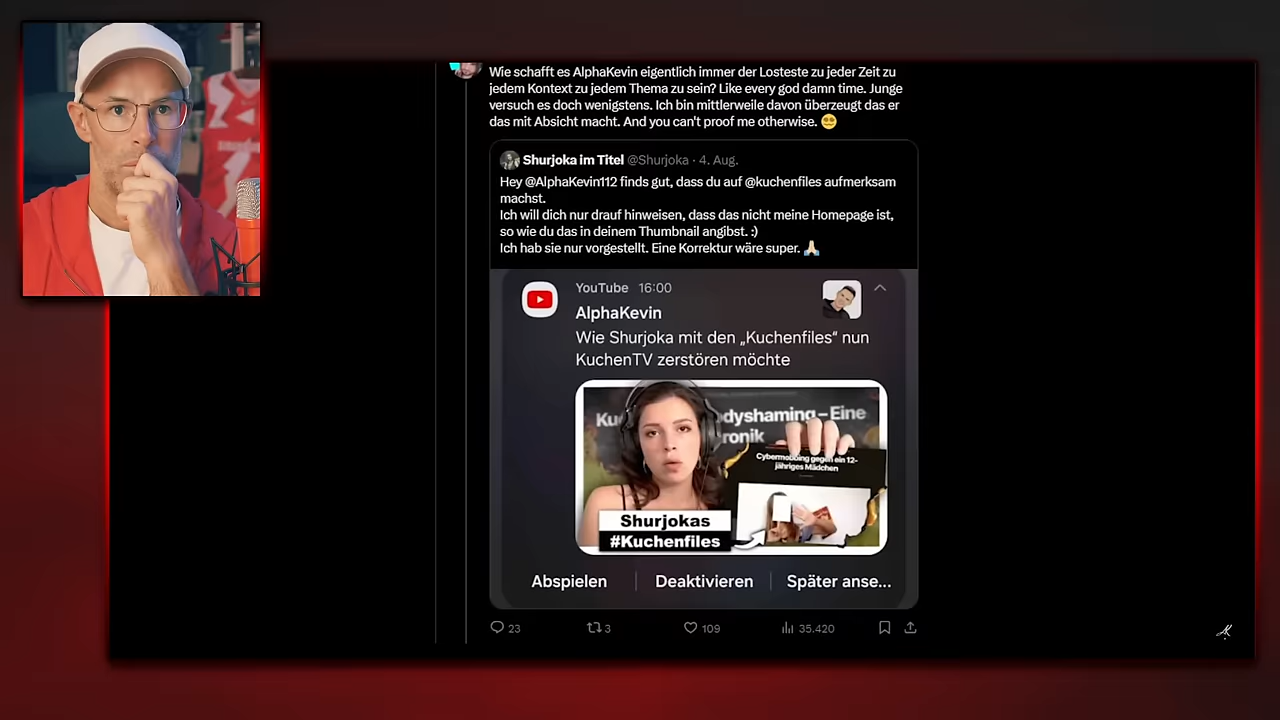 Wie schafft es AlphaKevin eigentlich immer der Losteste zu jeder Zeit zu
jedem Kontext zu jedem Thema zu sein? Like every god damn time. Junge
versuch es doch wenigstens. Ich bin mittlerweile davon überzeugt das er
das mit Absicht macht. And you can't proof me otherwise. 😵‍💫
Shurjoka im Titel @Shurjoka · 4. Aug.
Hey @AlphaKevin112 finds gut, dass du auf @kuchenfiles aufmerksam
machst.
Ich will dich nur drauf hinweisen, dass das nicht meine Homepage ist,
so wie du das in deinem Thumbnail angibst. :)
Ich hab sie nur vorgestellt. Eine Korrektur wäre super. 🙏🏻
YouTube 16:00
AlphaKevin
Wie Shurjoka mit den „Kuchenfiles“ nun
KuchenTV zerstören möchte
Ku dyshaming – Eine
ronik
Cybermobbing gegen ein 12-
jähriges Mädchen
Shurjokas
#Kuchenfiles
Abspielen Deaktivieren Später anse...
23 3 109 35.420